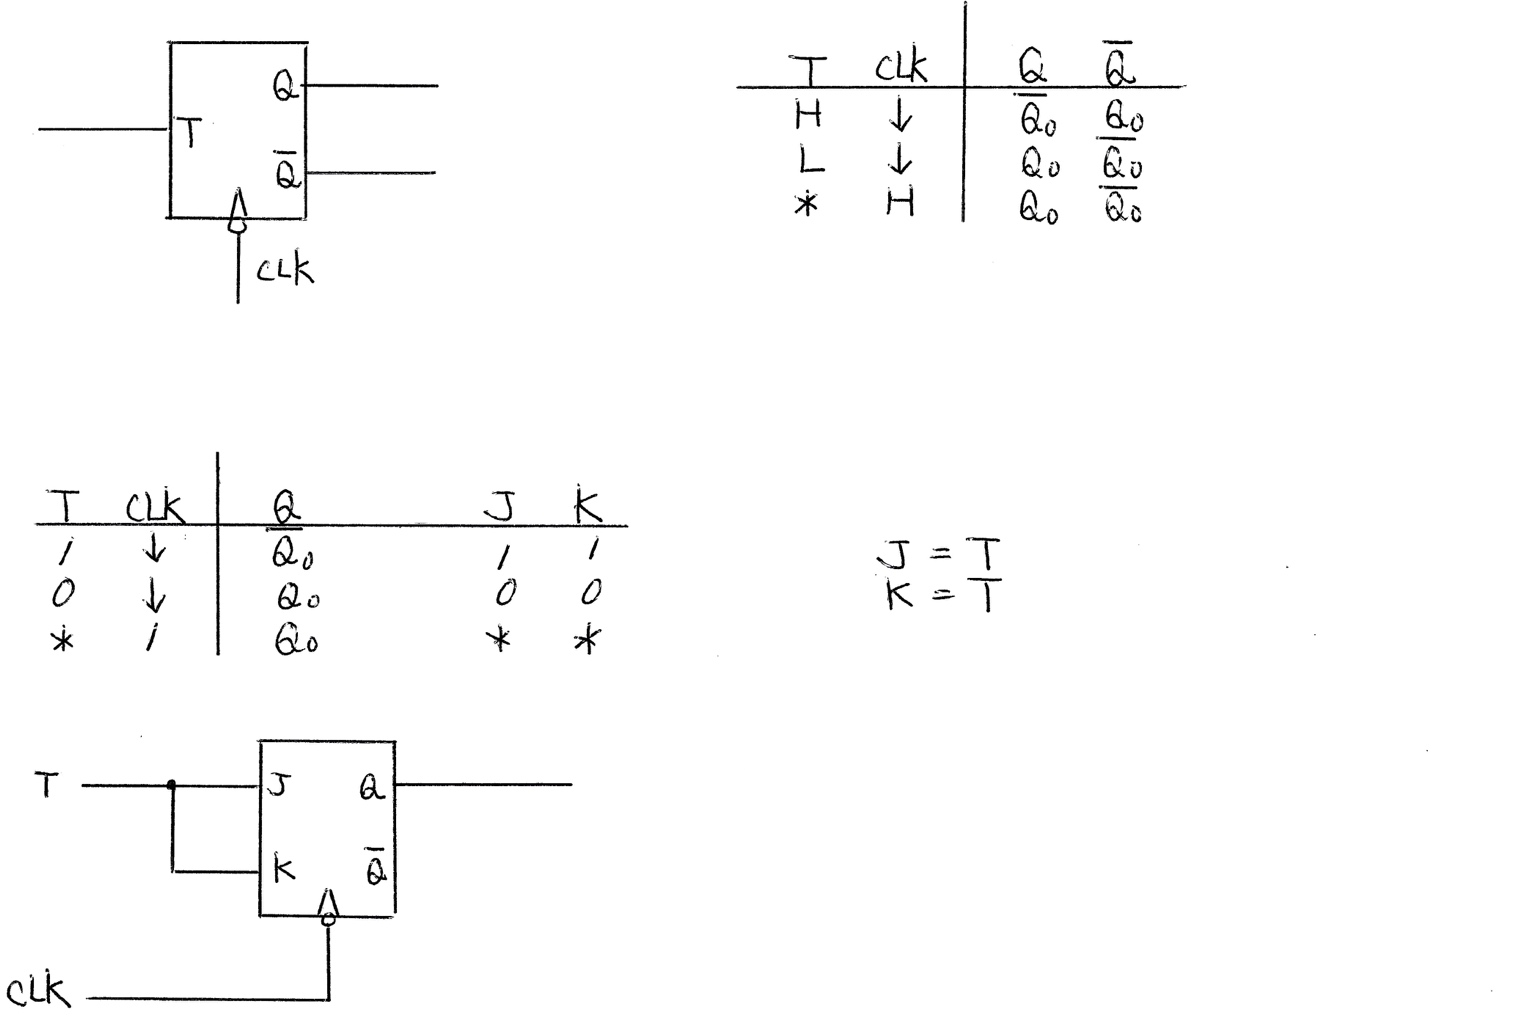 Q
T
Q̅
CLK
T CLK Q Q̅
H ↓ Q̅₀ Q₀
L ↓ Q₀ Q̅₀
* H Q₀ Q̅₀
T CLK Q J K
1 ↓ Q̅₀ 1 1
0 ↓ Q₀ 0 0
* 1 Q₀ * *
J = T
K = T
T J Q
K Q̅
CLK